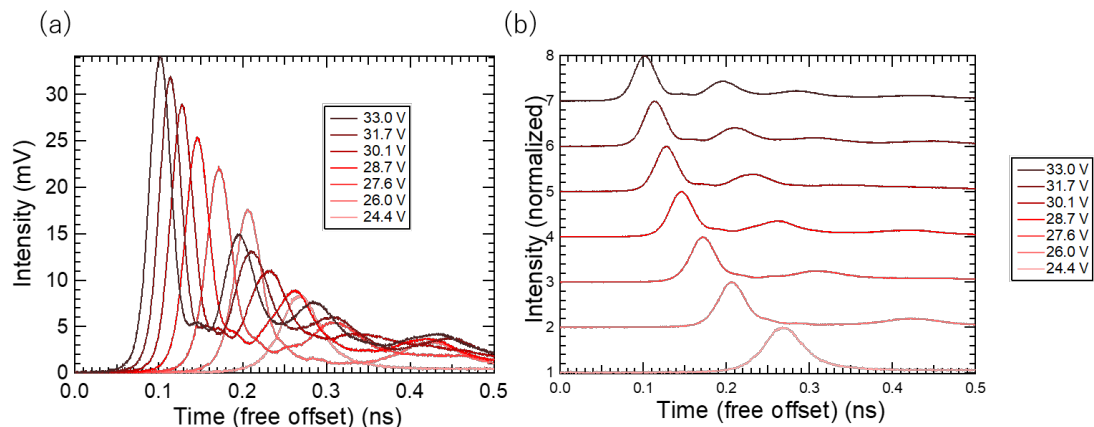 (a)
Intensity (mV)
30
25
20
15
10
5
0
0.0 0.1 0.2 0.3 0.4 0.5
Time (free offset) (ns)
33.0 V
31.7 V
30.1 V
28.7 V
27.6 V
26.0 V
24.4 V
(b)
Intensity (normalized)
8
7
6
5
4
3
2
1
0.0 0.1 0.2 0.3 0.4 0.5
Time (free offset) (ns)
33.0 V
31.7 V
30.1 V
28.7 V
27.6 V
26.0 V
24.4 V